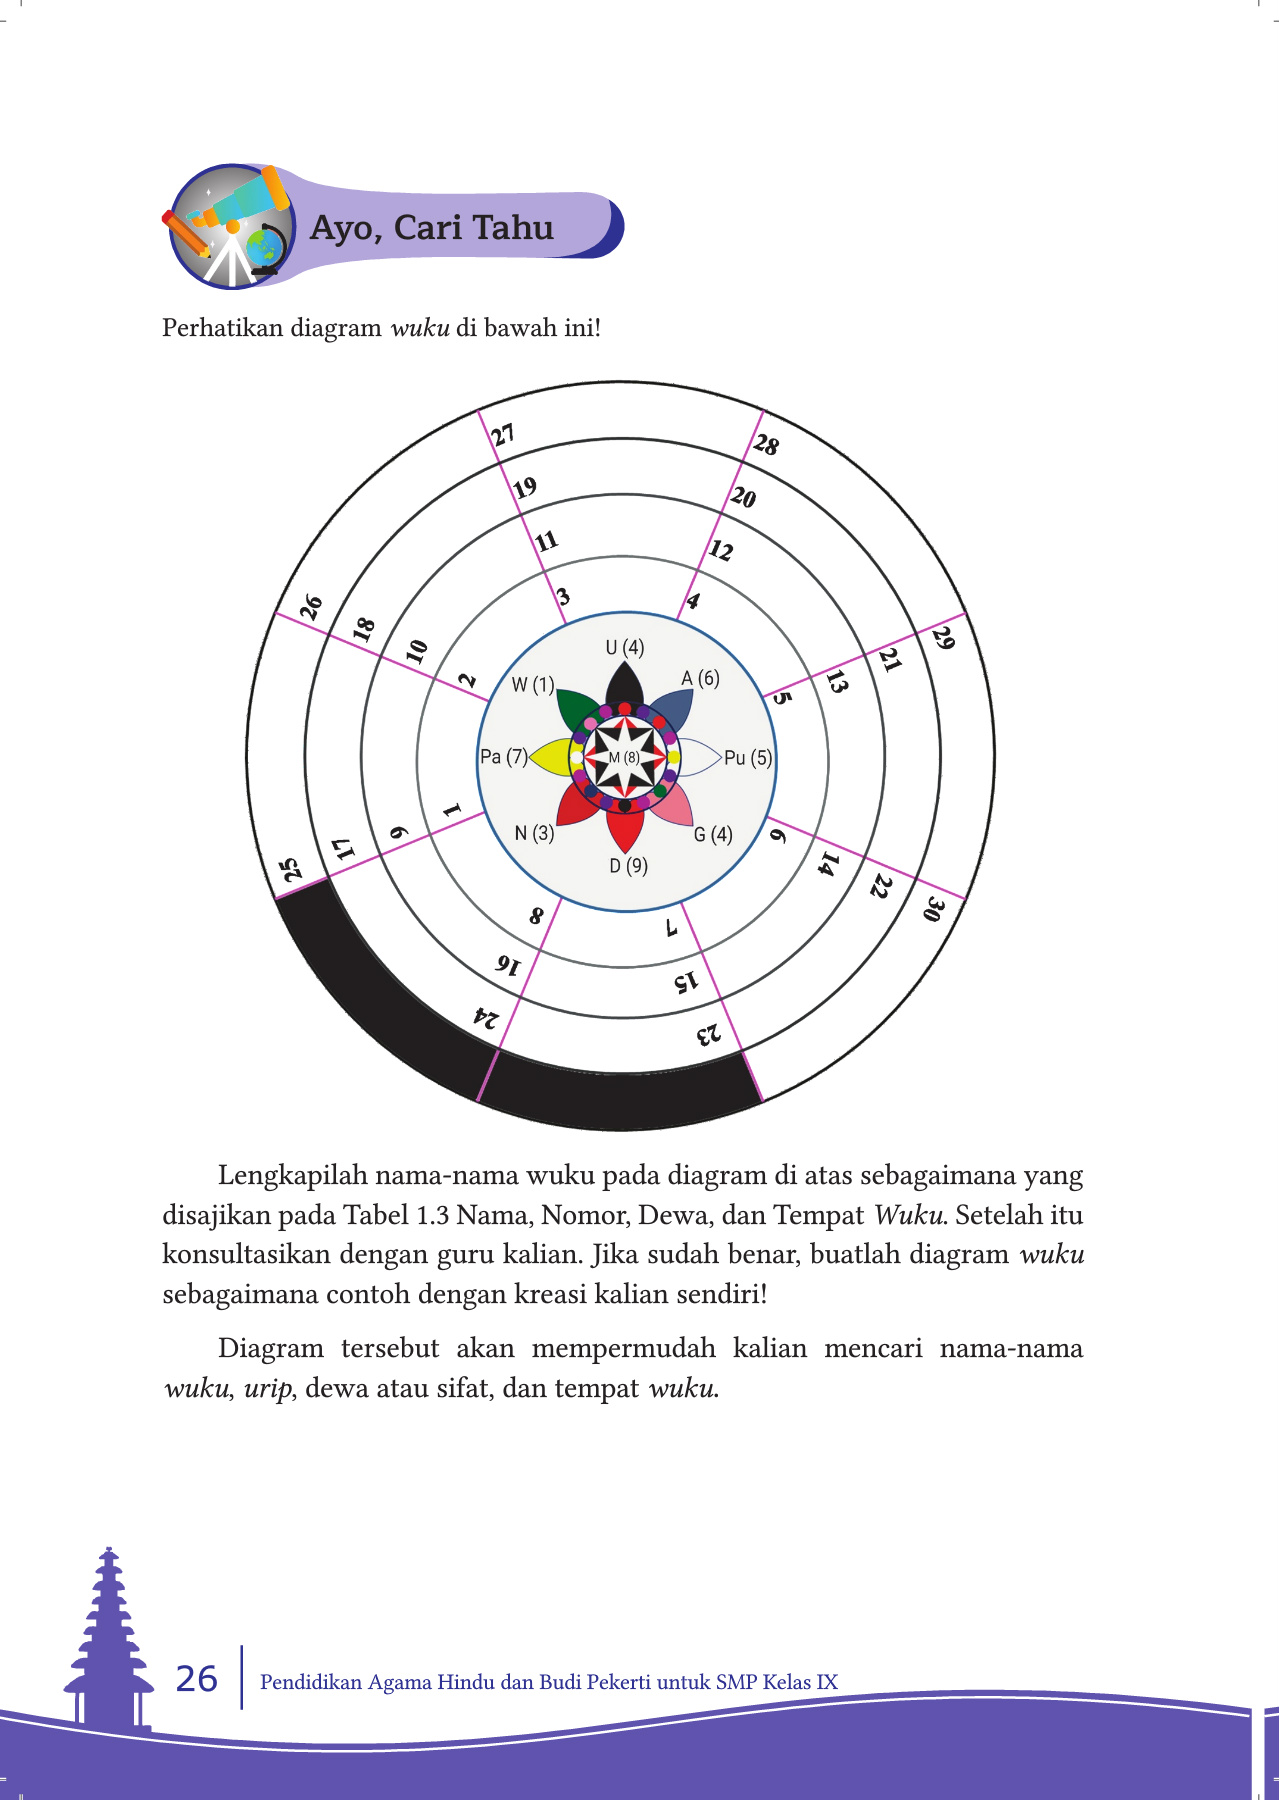 Ayo, Cari Tahu
Perhatikan diagram wuku di bawah ini!
27
28
19
20
11
12
3
4
26
18
10
2
29
21
13
5
U (4)
W (1)
A (6)
Pa (7)
M (8)
Pu (5)
N (3)
G (4)
D (9)
1
9
17
25
6
14
22
30
8
7
16
15
24
23
Lengkapilah nama-nama wuku pada diagram di atas sebagaimana yang
disajikan pada Tabel 1.3 Nama, Nomor, Dewa, dan Tempat Wuku. Setelah itu
konsultasikan dengan guru kalian. Jika sudah benar, buatlah diagram wuku
sebagaimana contoh dengan kreasi kalian sendiri!
Diagram tersebut akan mempermudah kalian mencari nama-nama
wuku, urip, dewa atau sifat, dan tempat wuku.
26
Pendidikan Agama Hindu dan Budi Pekerti untuk SMP Kelas IX